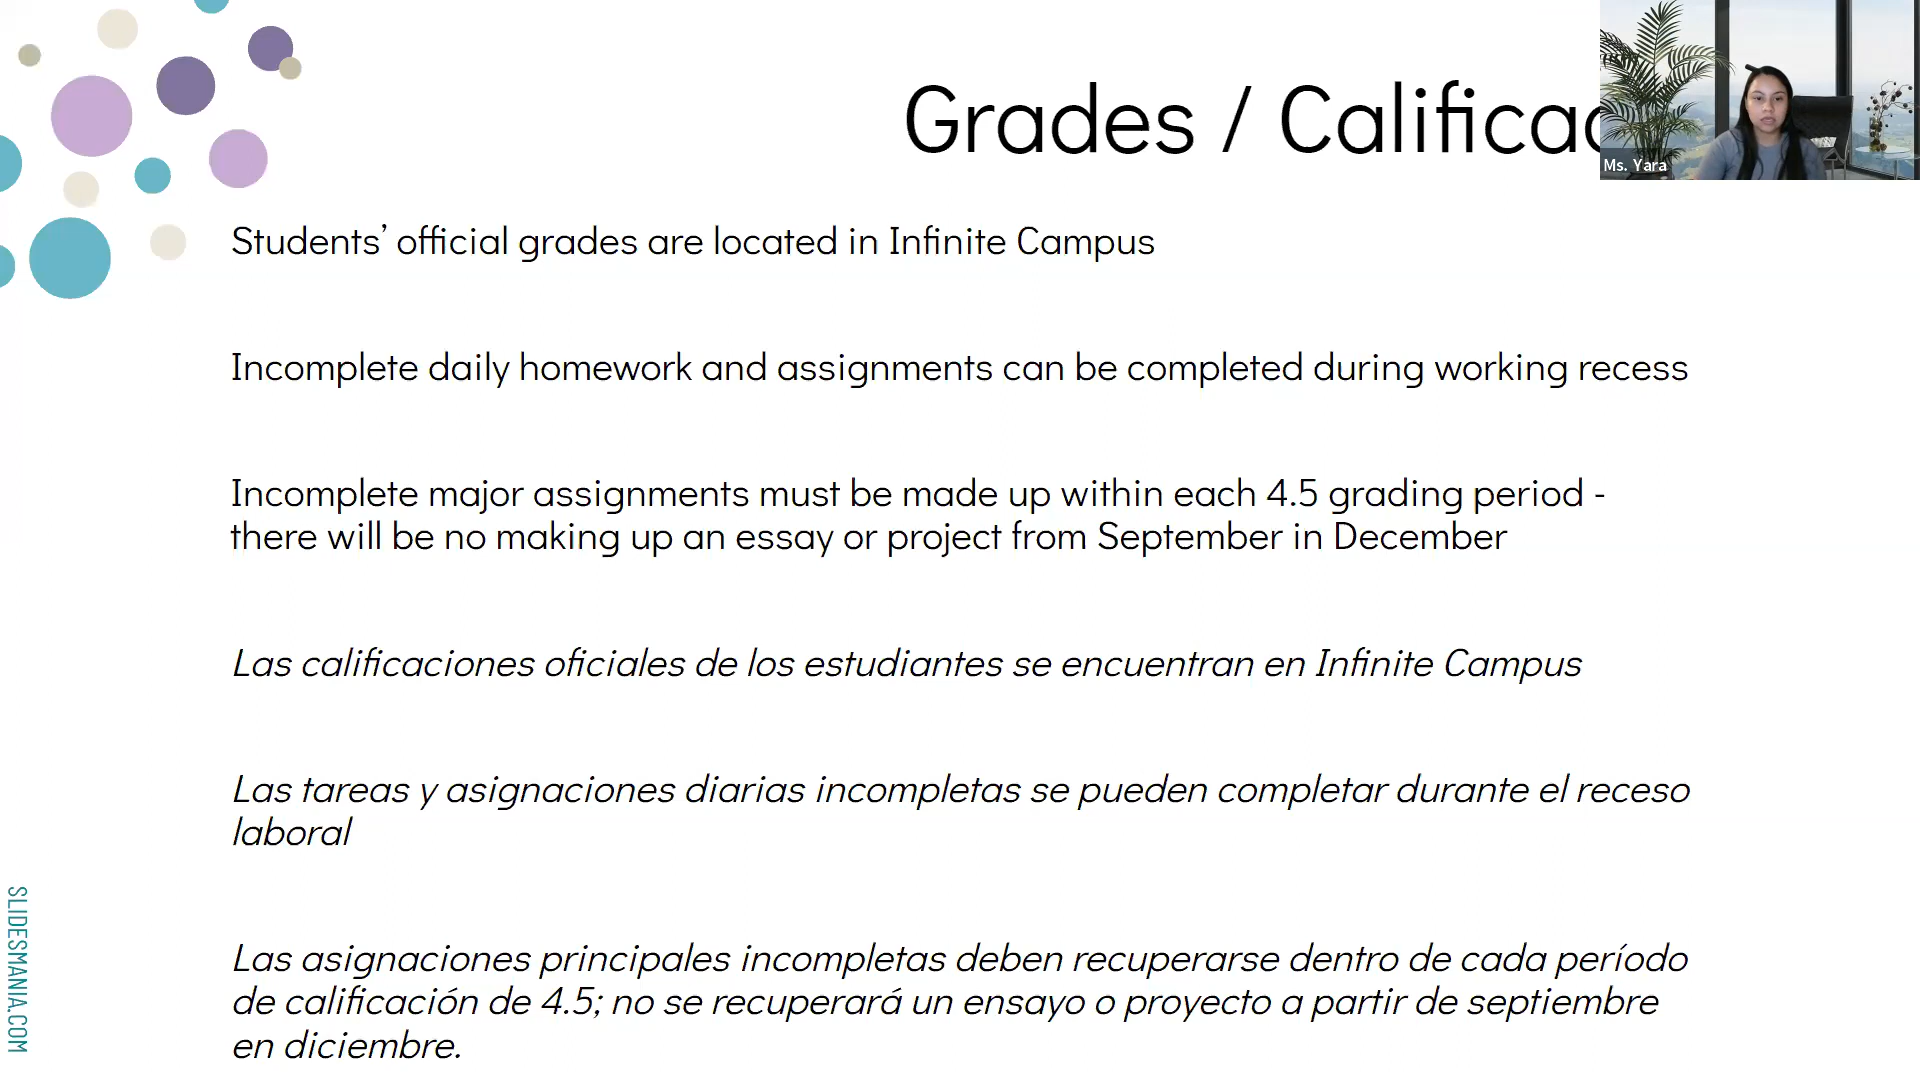 Grades / Califica
Ms. Yara
Students’ official grades are located in Infinite Campus
Incomplete daily homework and assignments can be completed during working recess
Incomplete major assignments must be made up within each 4.5 grading period -
there will be no making up an essay or project from September in December
Las calificaciones oficiales de los estudiantes se encuentran en Infinite Campus
Las tareas y asignaciones diarias incompletas se pueden completar durante el receso
laboral
Las asignaciones principales incompletas deben recuperarse dentro de cada período
de calificación de 4.5; no se recuperará un ensayo o proyecto a partir de septiembre
en diciembre.
SLIDESMANIA.COM